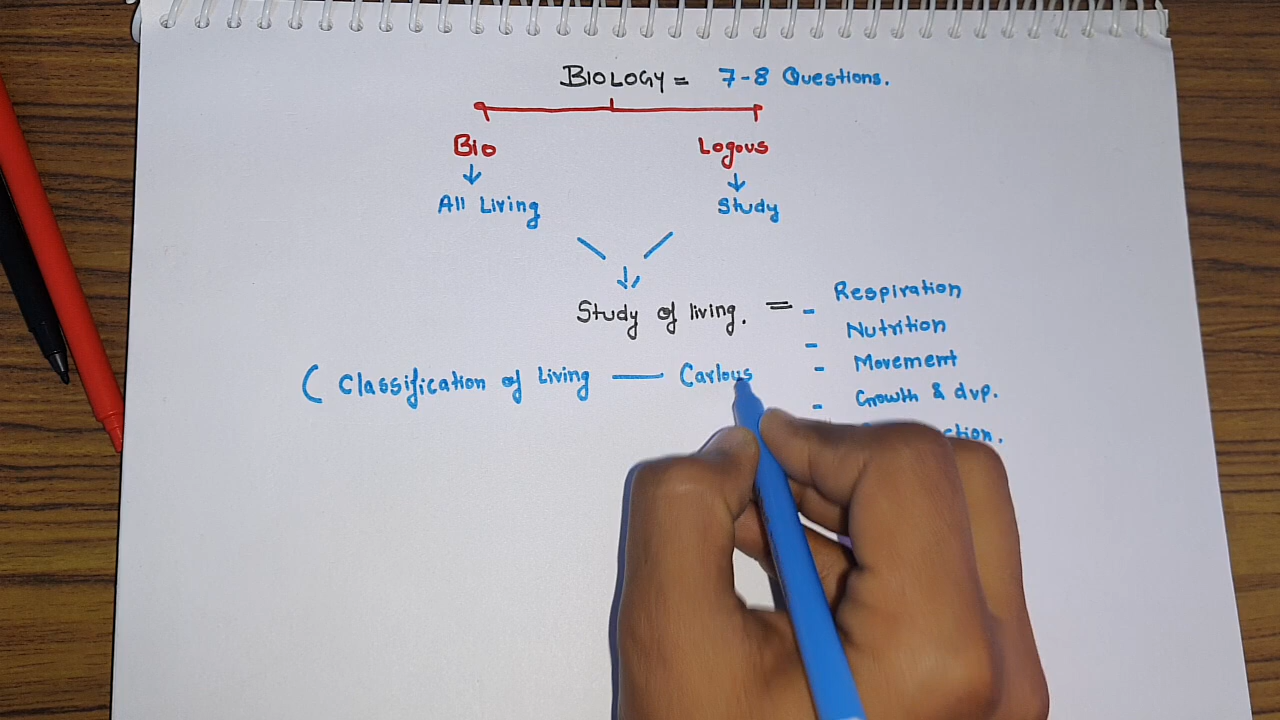 BIOLOGY = 7-8 Questions.
Bio Logous
All Living Study
Study of living. =
- Respiration
- Nutrition
- Movement
- Growth & dvp.
(Classification of Living — Carlous